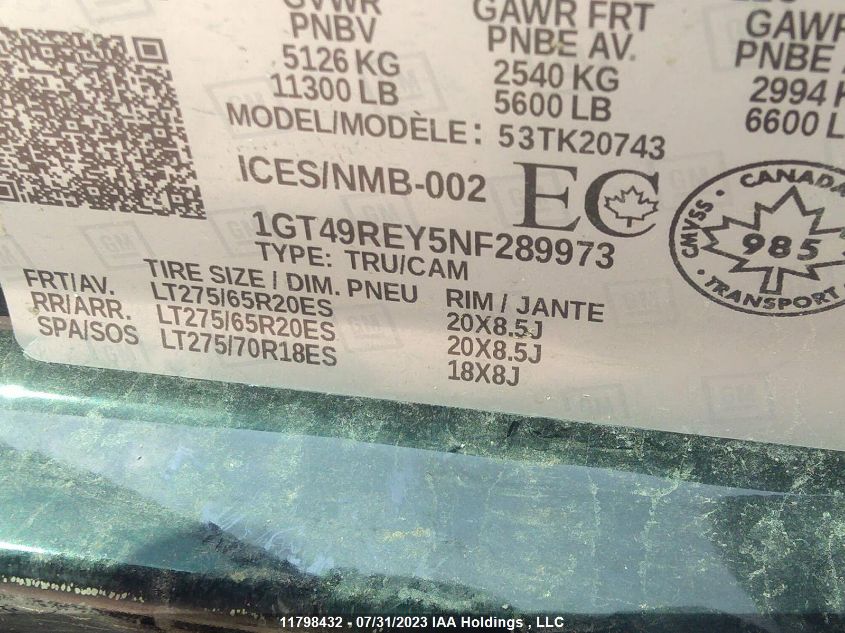 GVWR
PNBV
5126 KG
11300 LB
GAWR FRT
PNBE AV.
2540 KG
5600 LB
GAWR
PNBE
2994
6600 L
MODEL/MODÈLE: 53TK20743
ICES/NMB-002
EC
1GT49REY5NF289973
TYPE: TRU/CAM
CANADA
CMVSS
985
TRANSPORT
TIRE SIZE / DIM. PNEU RIM / JANTE
FRT/AV. LT275/65R20ES 20X8.5J
RR/ARR. LT275/65R20ES 20X8.5J
SPA/SOS LT275/70R18ES 18X8J
GM
11798432 - 07/31/2023 IAA Holdings , LLC